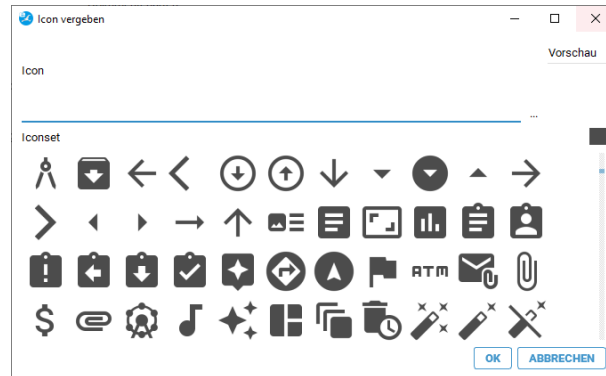 Icon vergeben
Vorschau
Icon
...
Iconset
ATM
OK
ABBRECHEN